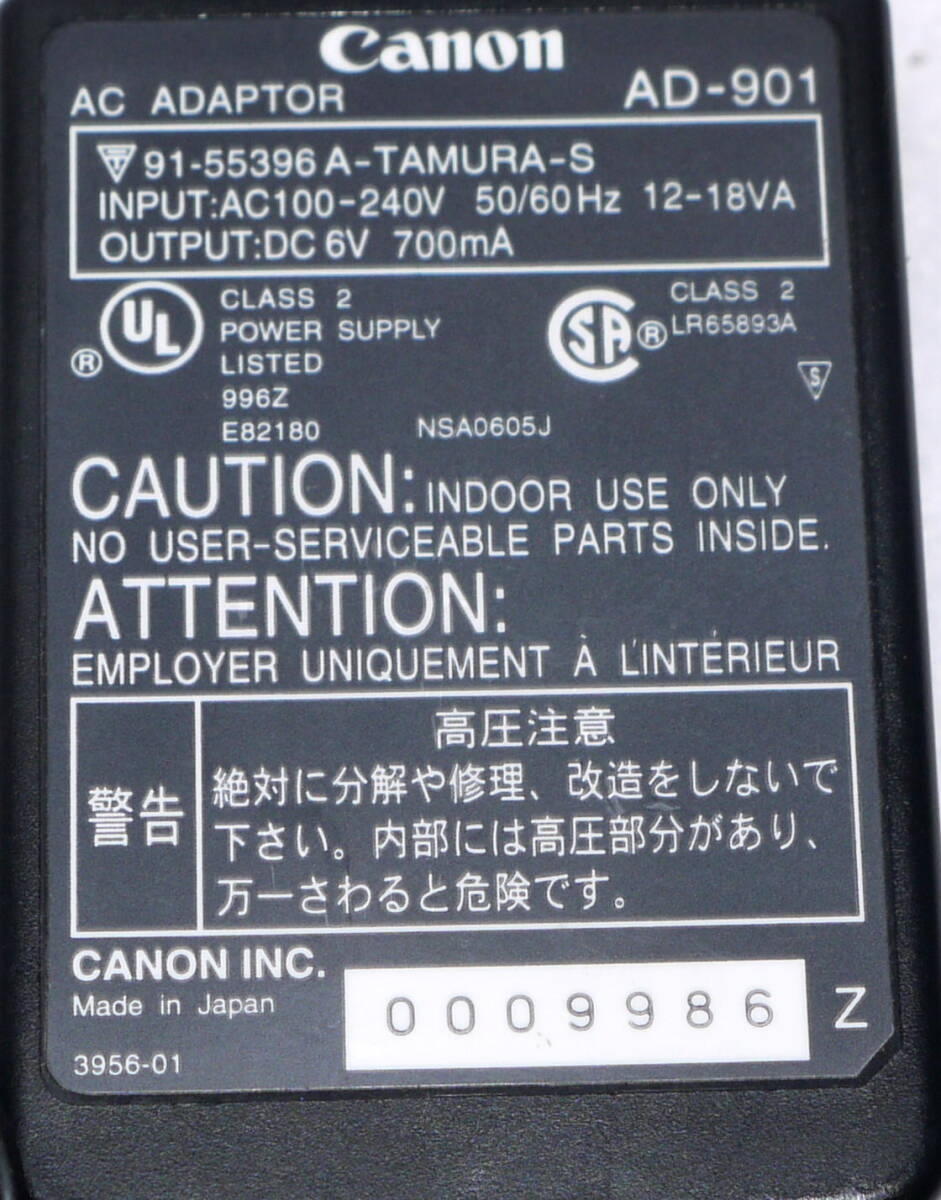 Canon
AC ADAPTOR AD-901
91-55396 A-TAMURA-S
INPUT:AC100-240V 50/60Hz 12-18VA
OUTPUT:DC 6V 700mA
UL ®
CLASS 2
POWER SUPPLY
LISTED
996Z
E82180
NSA0605J
SA ®
CLASS 2
LR65893A
S
CAUTION: INDOOR USE ONLY
NO USER-SERVICEABLE PARTS INSIDE.
ATTENTION:
EMPLOYER UNIQUEMENT À L'INTÉRIEUR
警告
高圧注意
絶対に分解や修理、改造をしないで
下さい。内部には高圧部分があり、
万一さわると危険です。
CANON INC.
Made in Japan
0009986 Z
3956-01